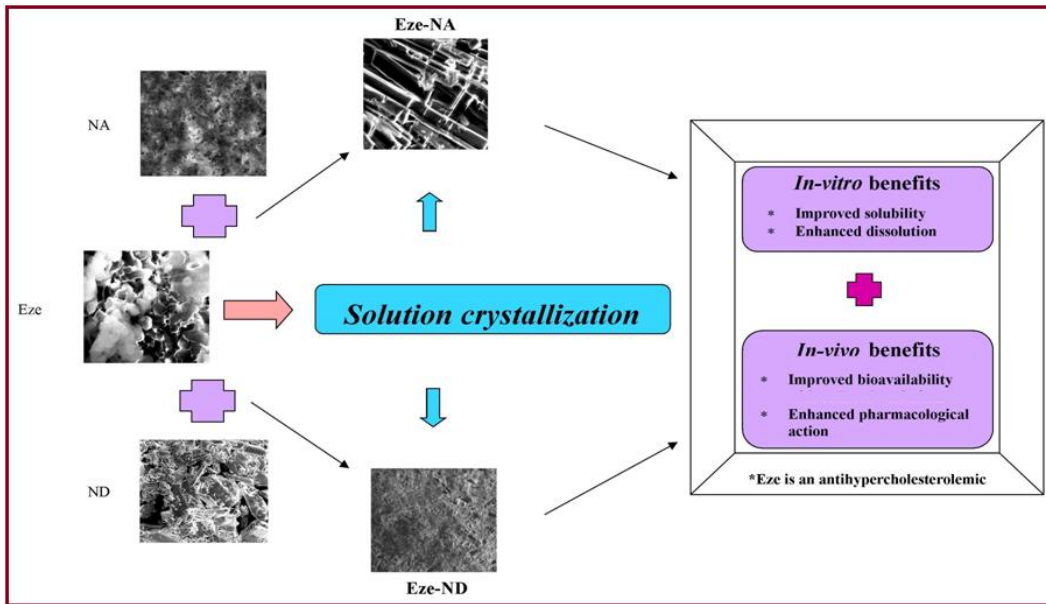 Eze-NA
NA
Eze
ND
Solution crystallization
Eze-ND
In-vitro benefits
* Improved solubility
* Enhanced dissolution
In-vivo benefits
* Improved bioavailability
* Enhanced pharmacological
action
*Eze is an antihypercholesterolemic